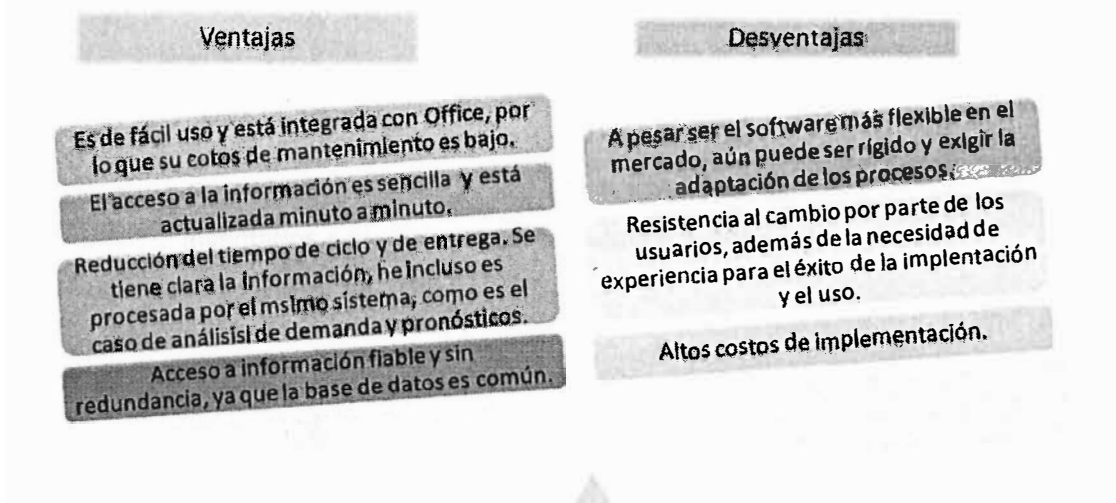 Ventajas
Es de fácil uso y está integrada con Office, por
lo que su cotos de mantenimiento es bajo.
El acceso a la información es sencilla y está
actualizada minuto a minuto.
Reducción del tiempo de ciclo y de entrega. Se
tiene clara la información, he incluso es
procesada por el msimo sistema, como es el
caso de análisisi de demanda y pronósticos.
Acceso a información fiable y sin
redundancia, ya que la base de datos es común.
Desventajas
A pesar ser el software más flexible en el
mercado, aún puede ser rígido y exigir la
adaptación de los procesos.
Resistencia al cambio por parte de los
usuarios, además de la necesidad de
experiencia para el éxito de la implentación
y el uso.
Altos costos de implementación.